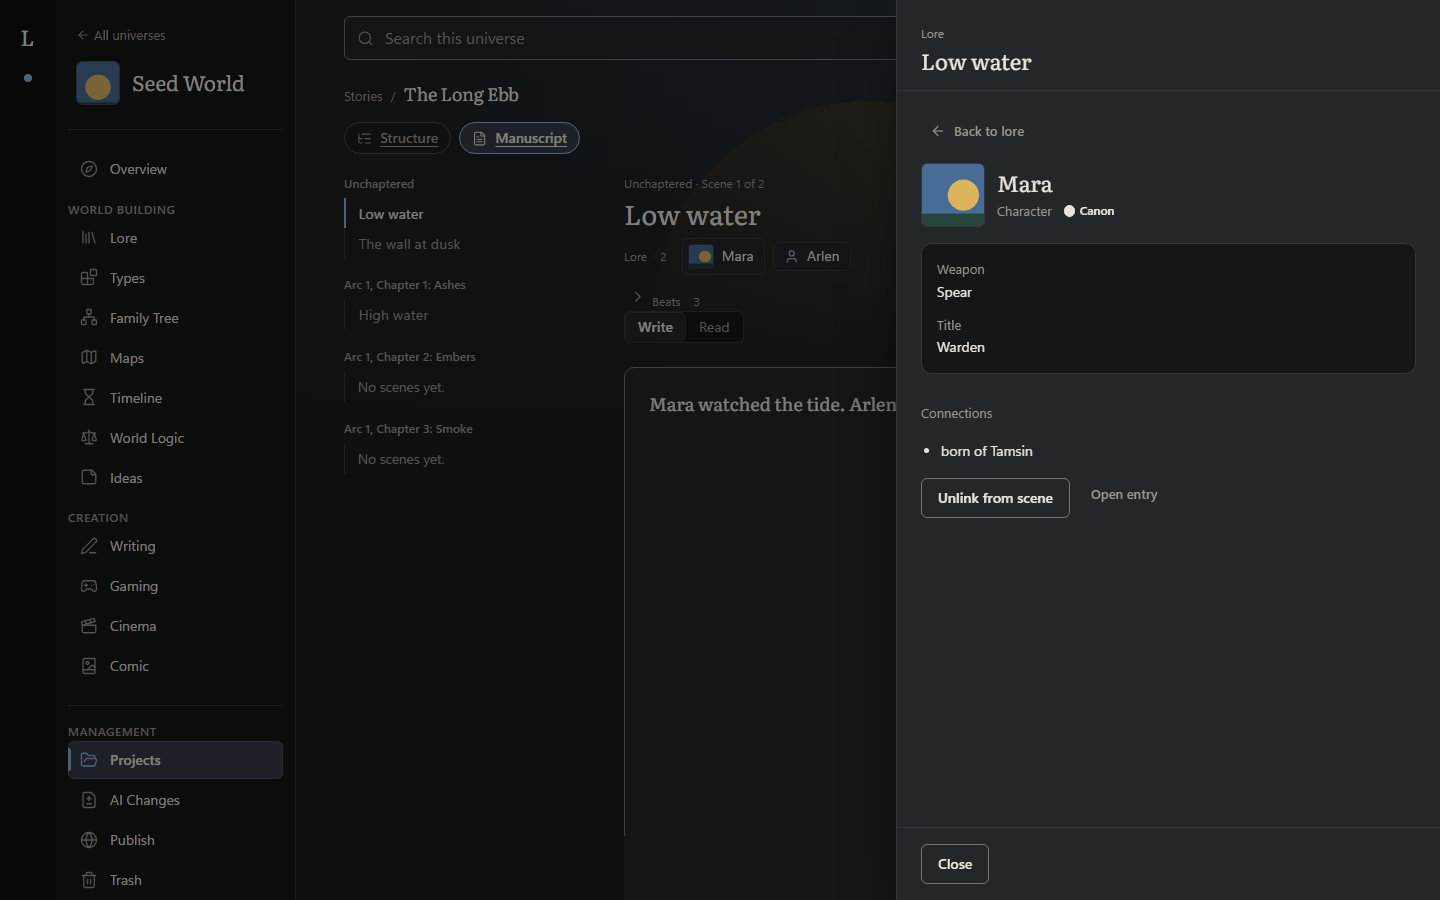 L
All universes
Seed World
Overview
WORLD BUILDING
Lore
Types
Family Tree
Maps
Timeline
World Logic
Ideas
CREATION
Writing
Gaming
Cinema
Comic
MANAGEMENT
Projects
AI Changes
Publish
Trash
Search this universe
Stories / The Long Ebb
Structure Manuscript
Unchaptered
Low water
The wall at dusk
Arc 1, Chapter 1: Ashes
High water
Arc 1, Chapter 2: Embers
No scenes yet.
Arc 1, Chapter 3: Smoke
No scenes yet.
Unchaptered · Scene 1 of 2
Low water
Lore 2 Mara Arlen
Beats 3
Write Read
Mara watched the tide. Arlen
Lore
Low water
Back to lore
Mara
Character Canon
Weapon
Spear
Title
Warden
Connections
• born of Tamsin
Unlink from scene Open entry
Close